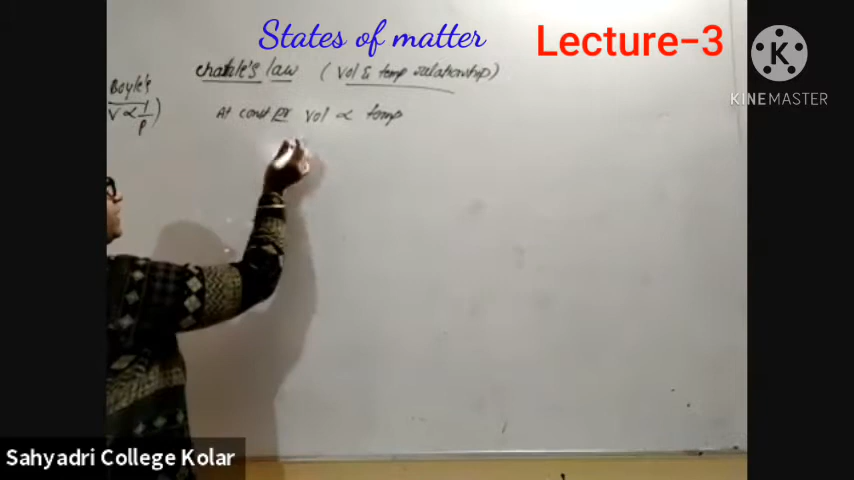 States of matter
Lecture-3
KINEMASTER
Charle's law ( Vol & temp relationship)
Boyle's
V ∝ 1/P)
At const pr vol ∝ temp
Sahyadri College Kolar